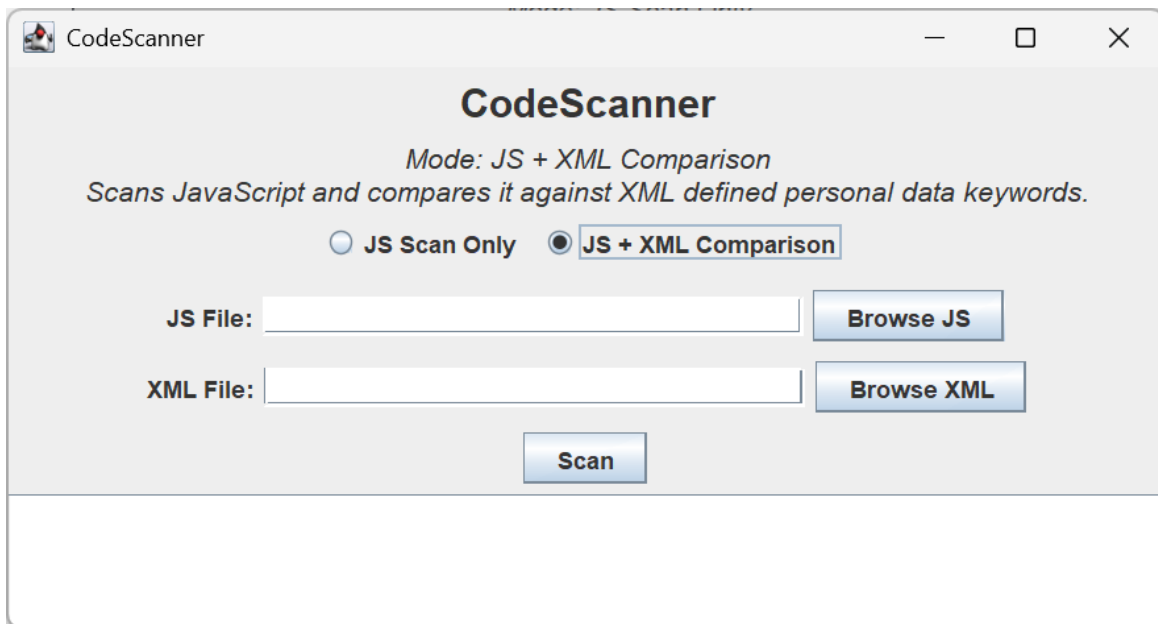 CodeScanner
CodeScanner
Mode: JS + XML Comparison
Scans JavaScript and compares it against XML defined personal data keywords.
JS Scan Only JS + XML Comparison
JS File: Browse JS
XML File: Browse XML
Scan